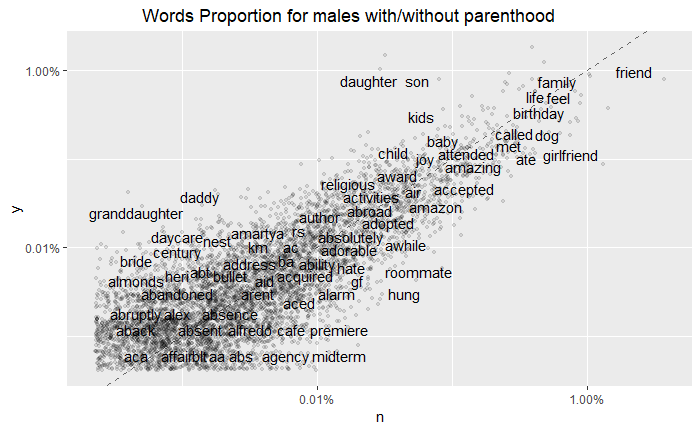 Words Proportion for males with/without parenthood
1.00%
friend
daughter son
family
life feel
kids
birthday
called dog
baby
met
child
attended
girlfriend
joy
ate
amazing
award
religious
accepted
air
daddy
activities
amazon
granddaughter
abroad
author
adopted
amartya
rs
daycare
absolutely
nest
0.01%
km
ac
awhile
century
adorable
bride
ba
address
ability
hate
abt
roommate
heri
bullet
acquired
almonds
aid
gf
abandoned
arent
alarm
hung
aced
abruptly alex
absence
aback
absent alfredo cafe premiere
aca
affair
blt
aa abs
agency midterm
y
0.01%
1.00%
n